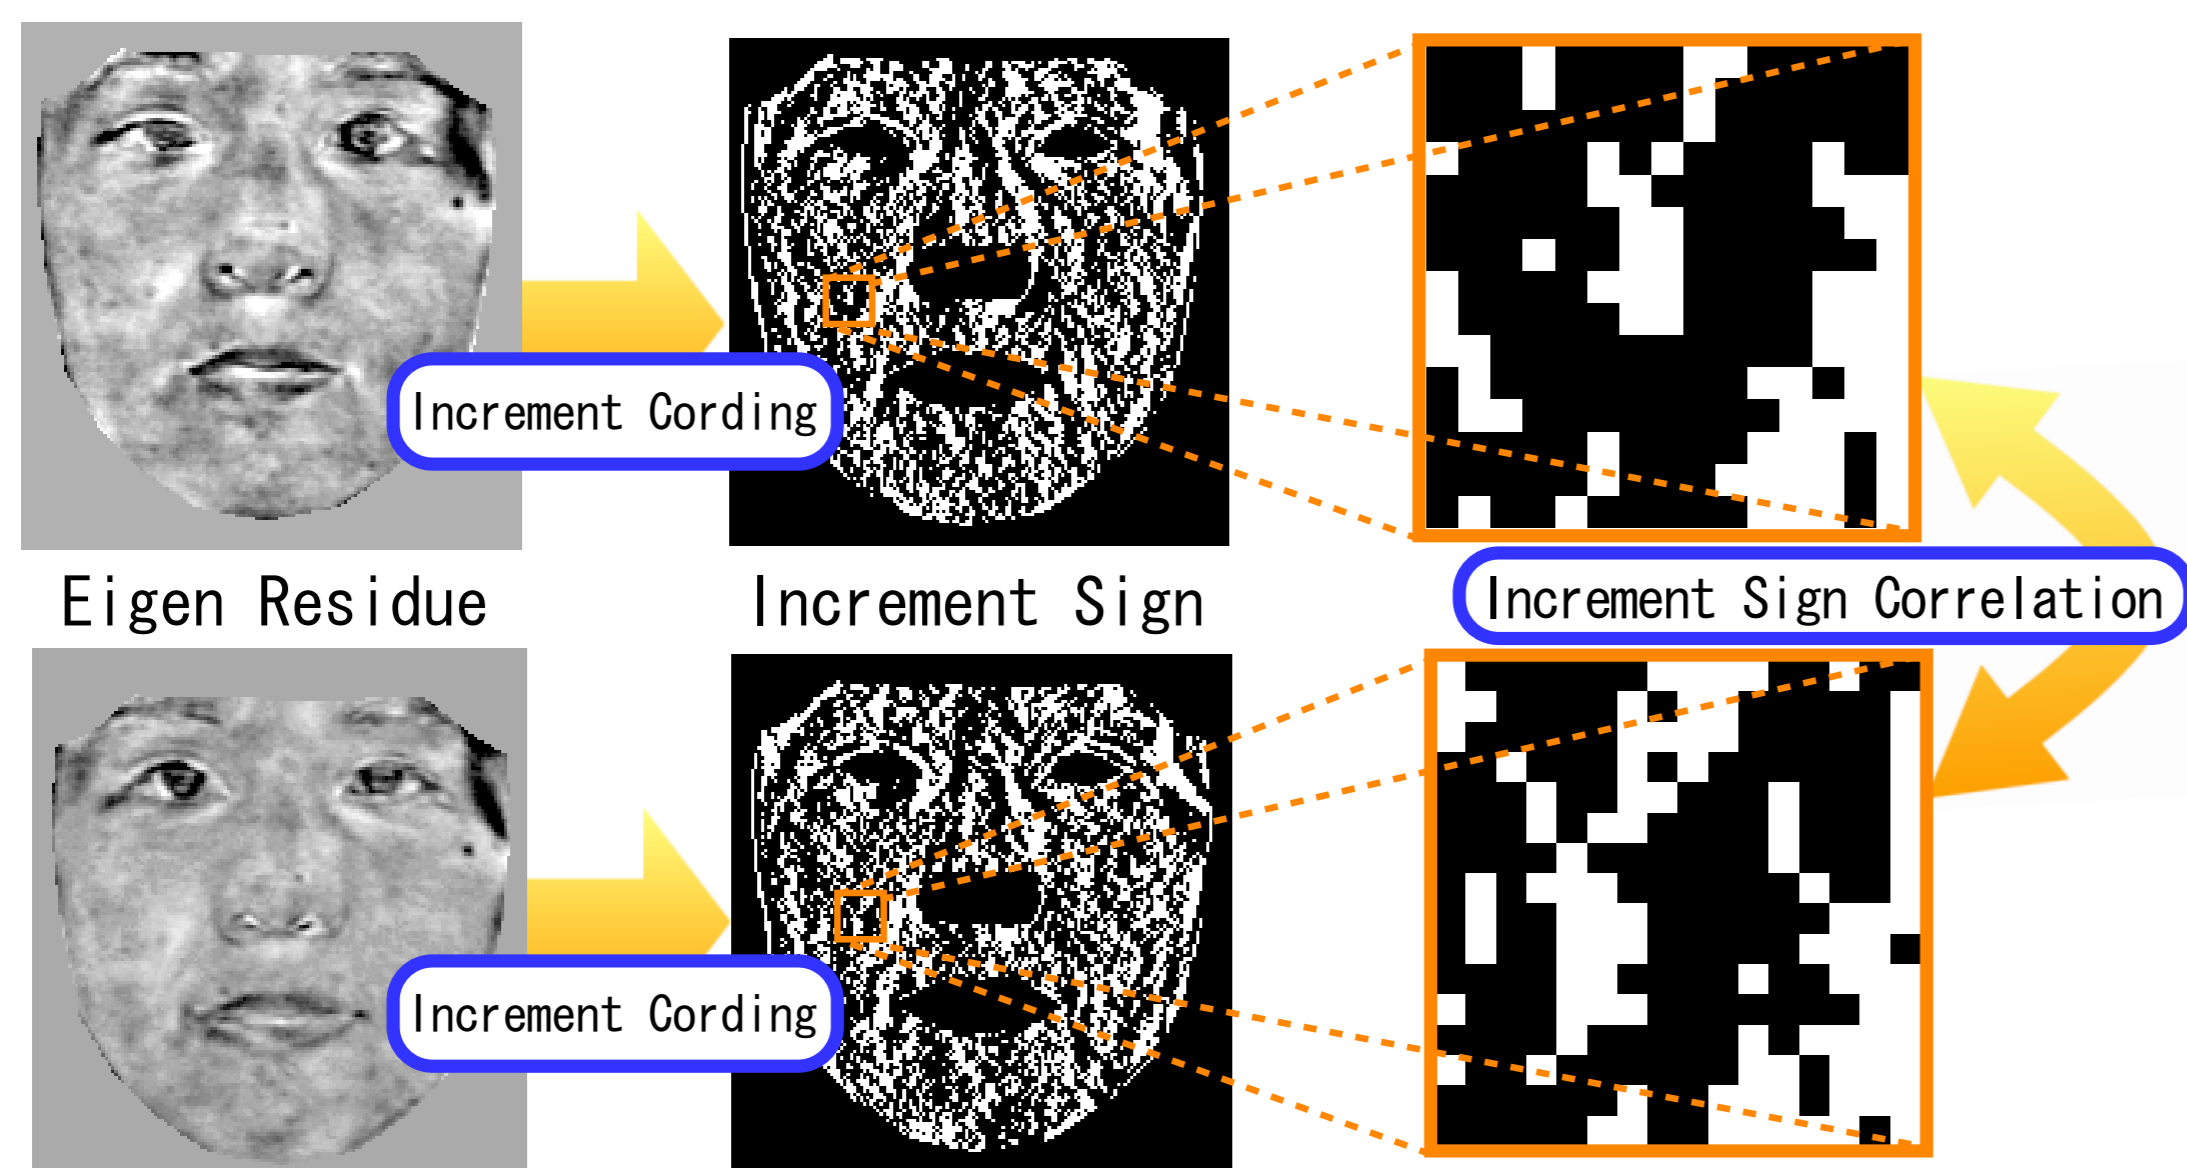 Increment Cording
Eigen Residue
Increment Sign
Increment Sign Correlation
Increment Cording